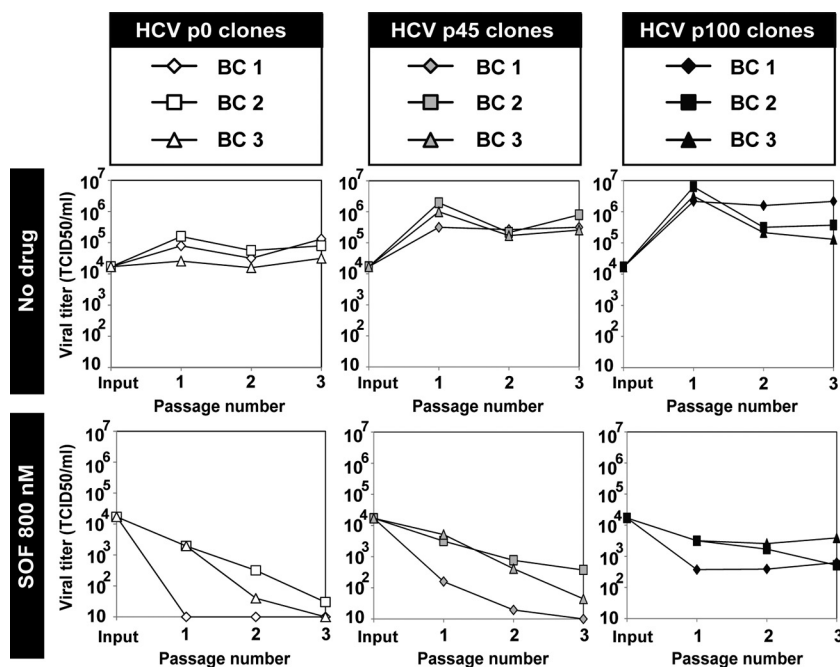 HCV p0 clones
BC 1
BC 2
BC 3
HCV p45 clones
BC 1
BC 2
BC 3
HCV p100 clones
BC 1
BC 2
BC 3
No drug
Viral titer (TCID50/ml)
10^7
10^6
10^5
10^4
10^3
10^2
10
Input 1 2 3
Passage number
10^7
10^6
10^5
10^4
10^3
10^2
10
Input 1 2 3
Passage number
10^7
10^6
10^5
10^4
10^3
10^2
10
Input 1 2 3
Passage number
SOF 800 nM
Viral titer (TCID50/ml)
10^7
10^6
10^5
10^4
10^3
10^2
10
Input 1 2 3
Passage number
10^7
10^6
10^5
10^4
10^3
10^2
10
Input 1 2 3
Passage number
10^7
10^6
10^5
10^4
10^3
10^2
10
Input 1 2 3
Passage number